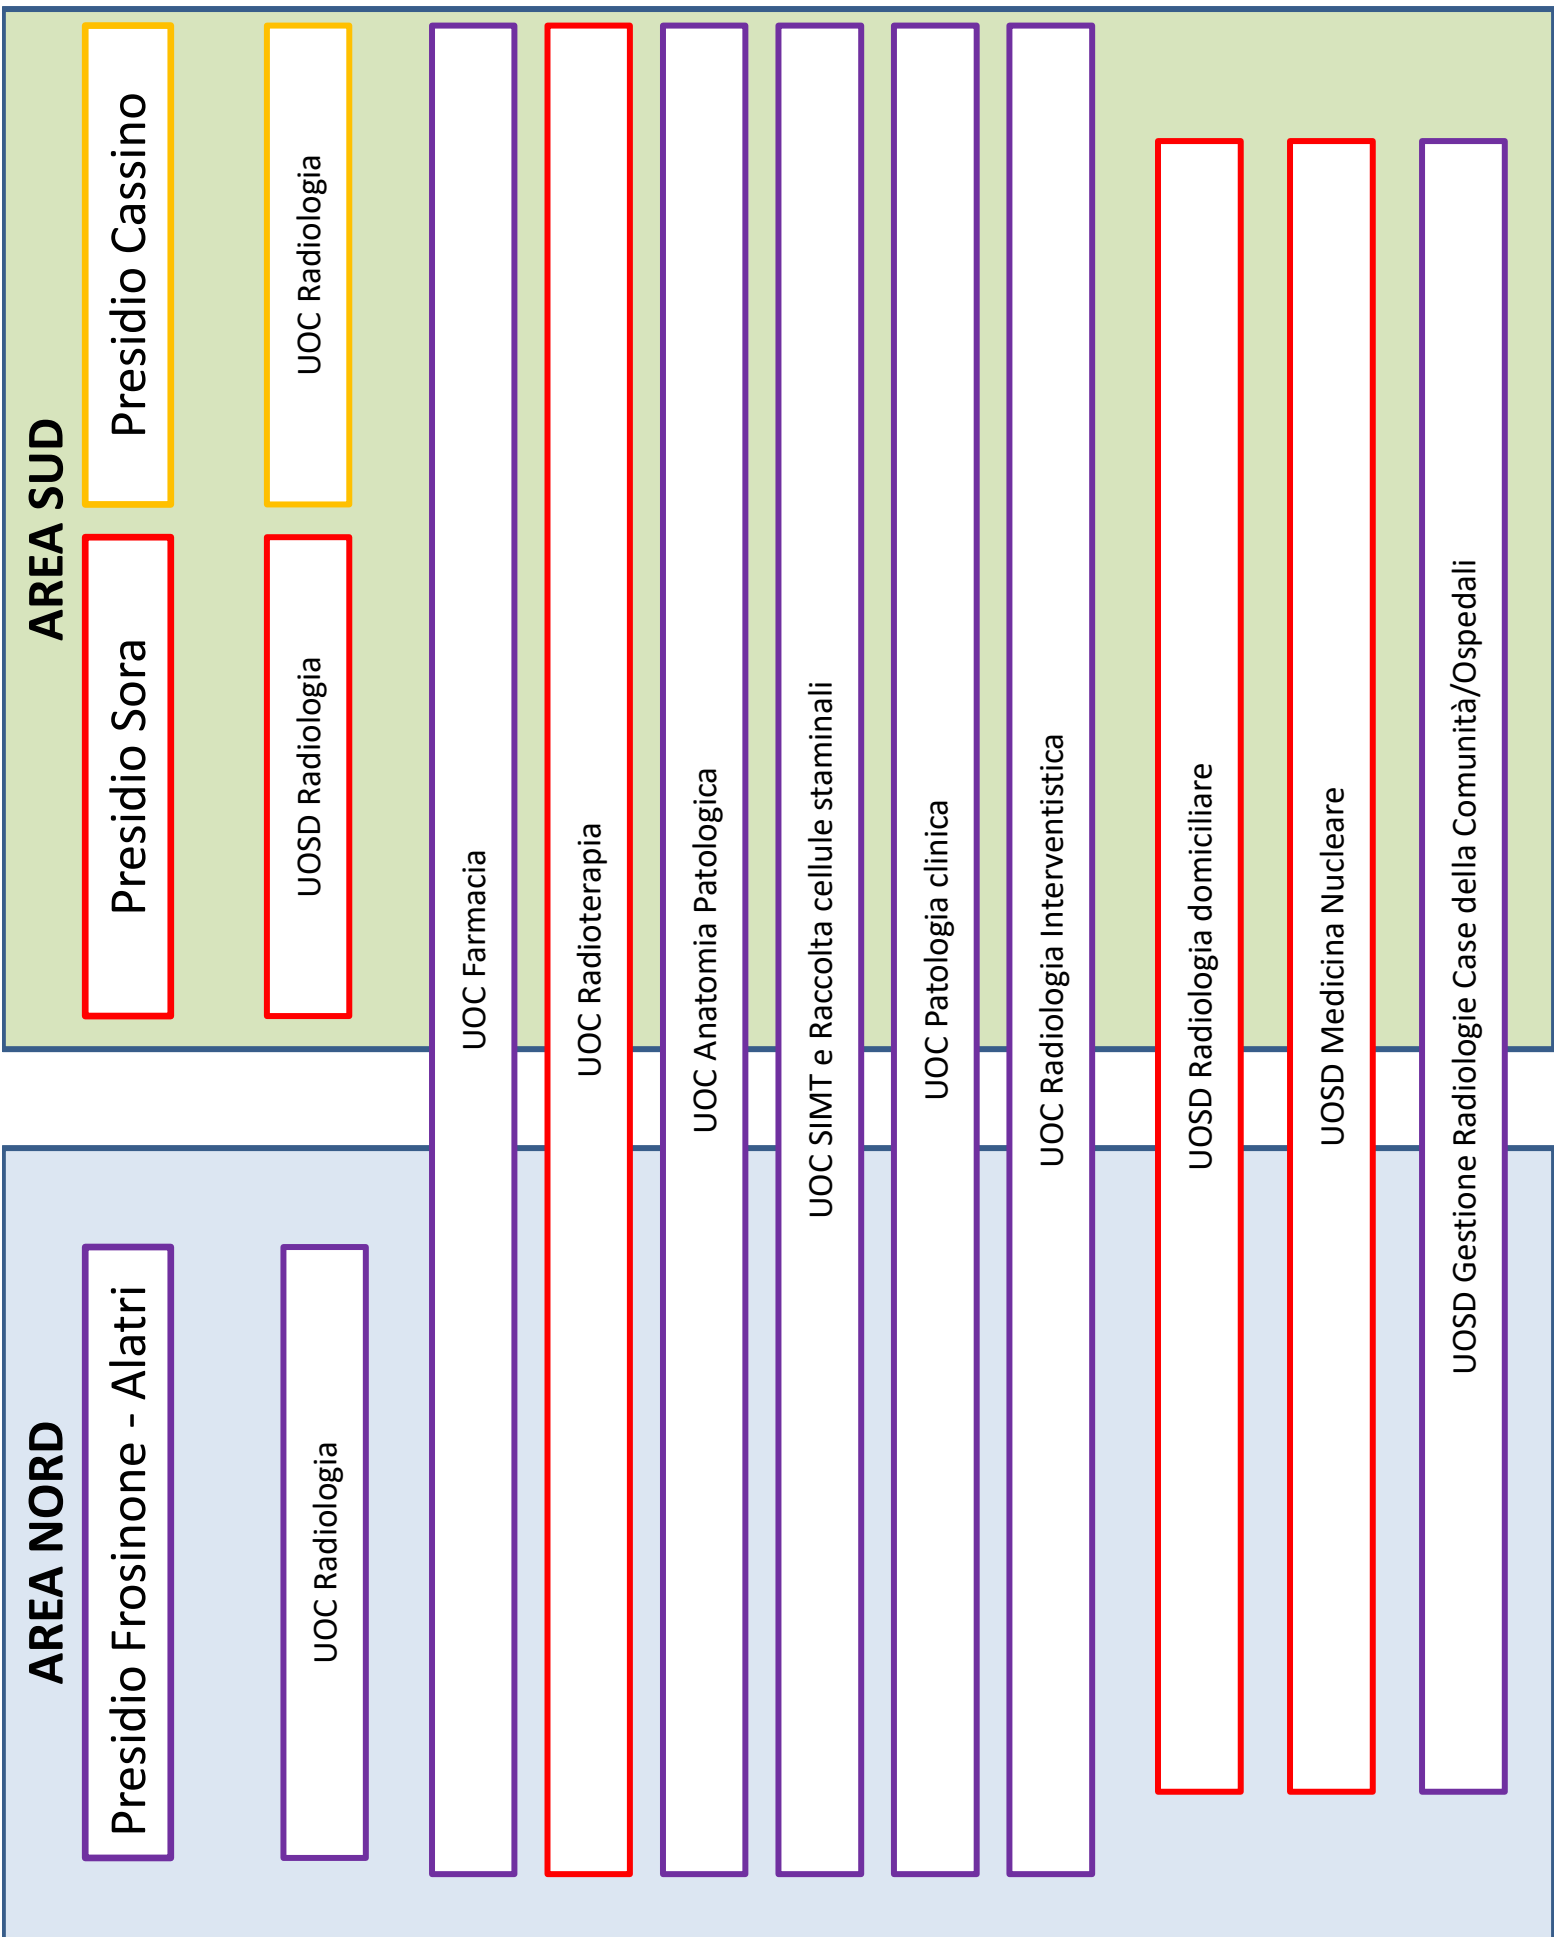 AREA NORD
AREA SUD
Presidio Frosinone - Alatri
Presidio Sora
Presidio Cassino
UOC Radiologia
UOSD Radiologia
UOC Radiologia
UOC Farmacia
UOC Radioterapia
UOC Anatomia Patologica
UOC SIMT e Raccolta cellule staminali
UOC Patologia clinica
UOC Radiologia Interventistica
UOSD Radiologia domiciliare
UOSD Medicina Nucleare
UOSD Gestione Radiologie Case della Comunità/Ospedali